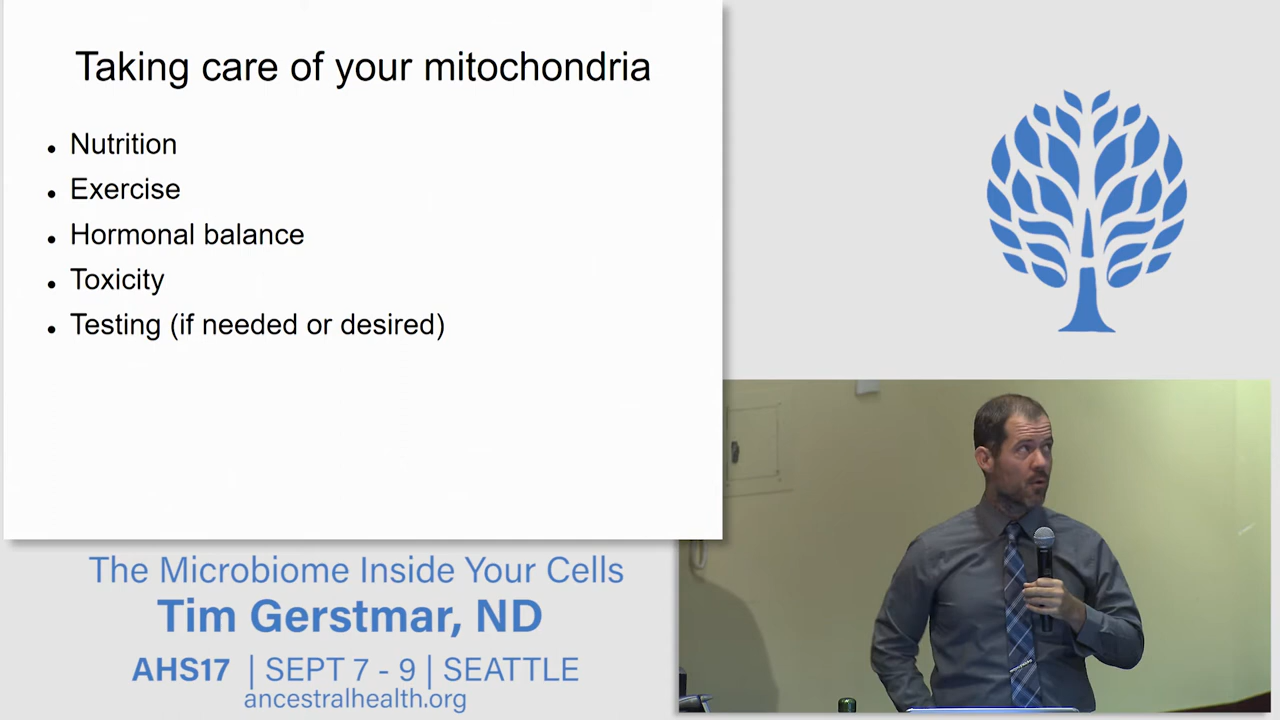 Taking care of your mitochondria
• Nutrition
• Exercise
• Hormonal balance
• Toxicity
• Testing (if needed or desired)
The Microbiome Inside Your Cells
Tim Gerstmar, ND
AHS17 | SEPT 7 - 9 | SEATTLE
ancestralhealth.org